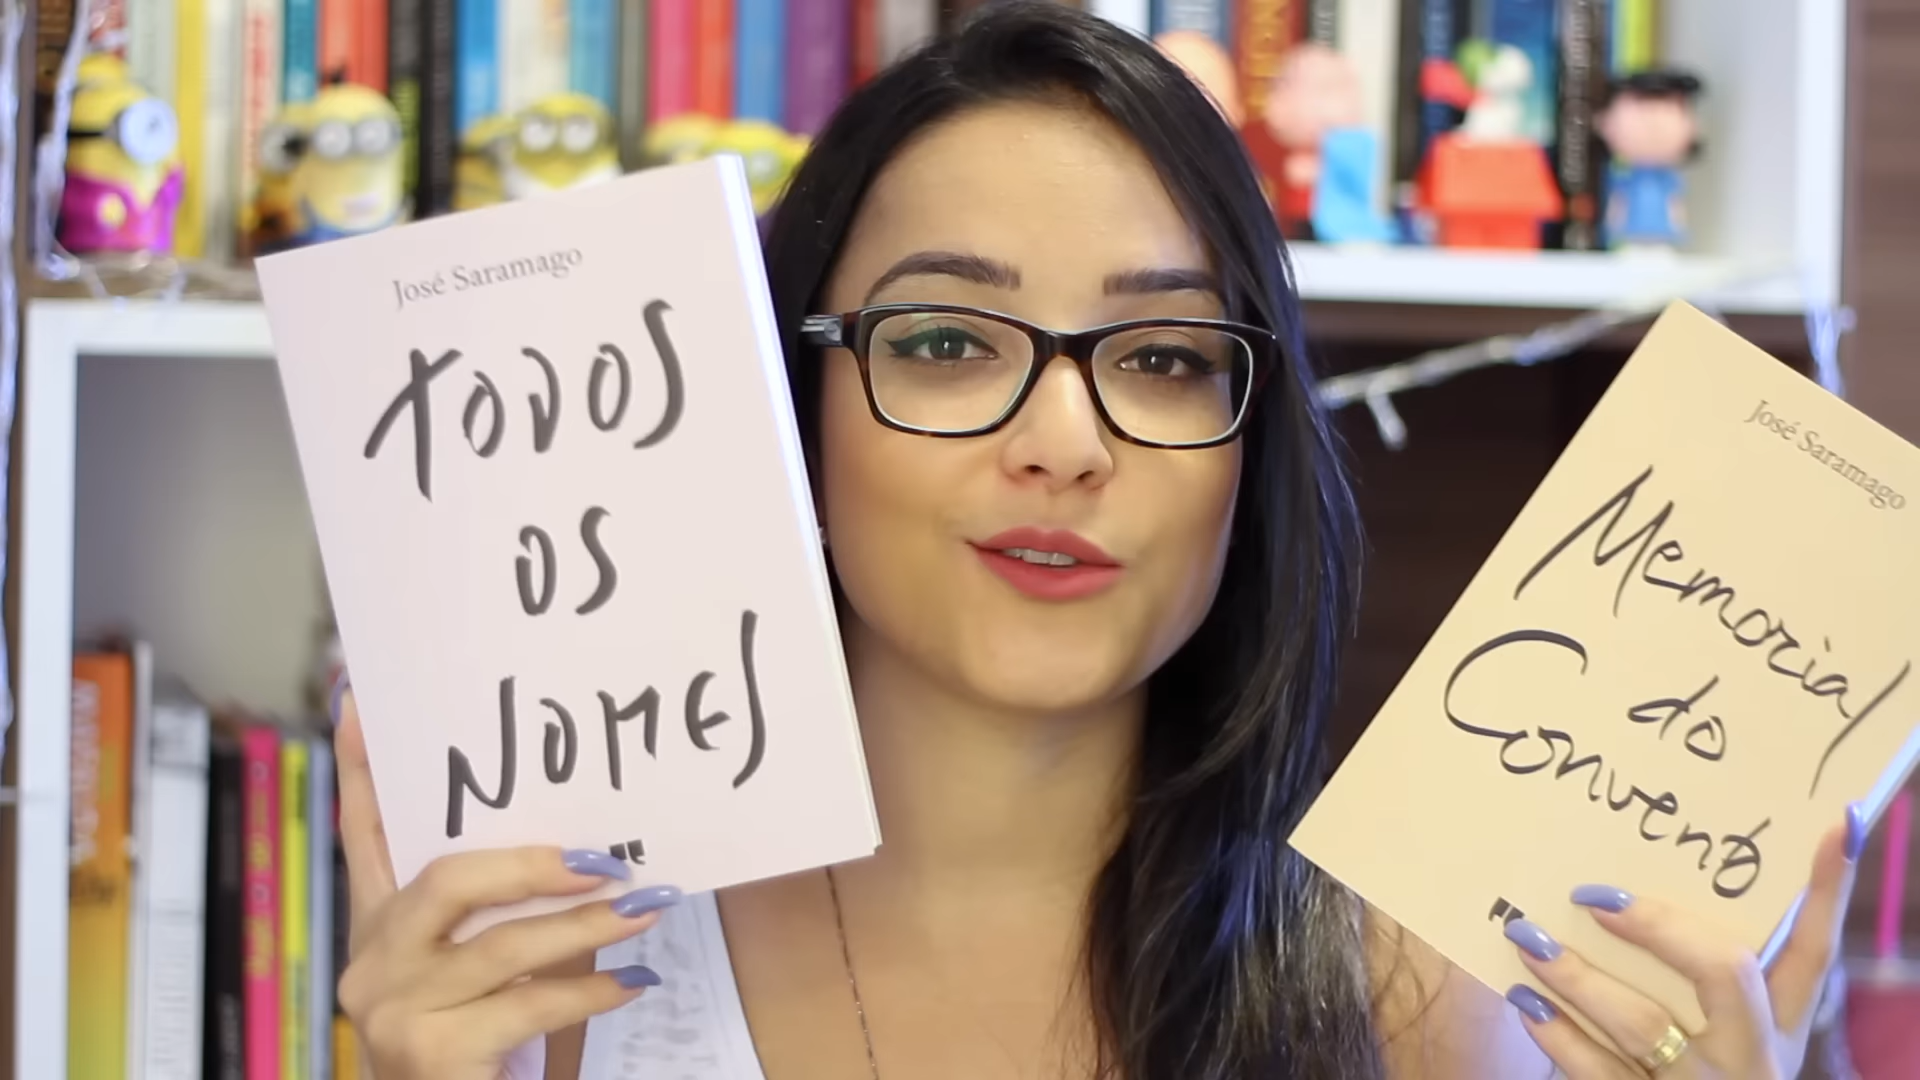 José Saramago
TODOS
OS
NOMES
José Saramago
Memorial
do
Convento